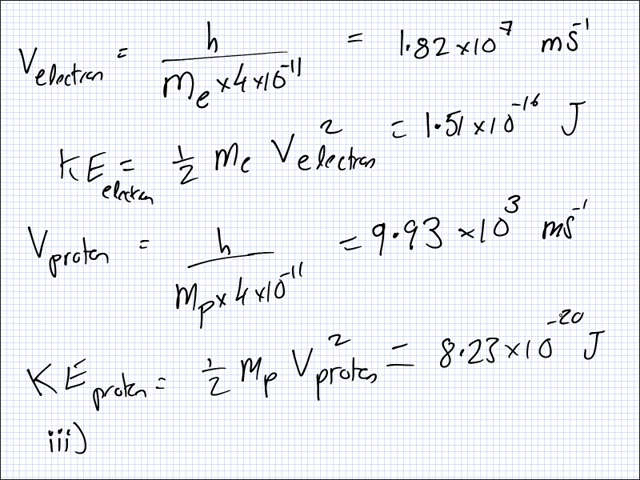 V_electron = h / (m_e × 4×10^-11) = 1.82 ×10^7 ms^-1
KE_electron = 1/2 m_e V_electron^2 = 1.51 ×10^-16 J
V_proton = h / (m_p × 4×10^-11) = 9.93 ×10^3 ms^-1
KE_proton = 1/2 m_p V_proton^2 = 8.23 ×10^-20 J
iii)